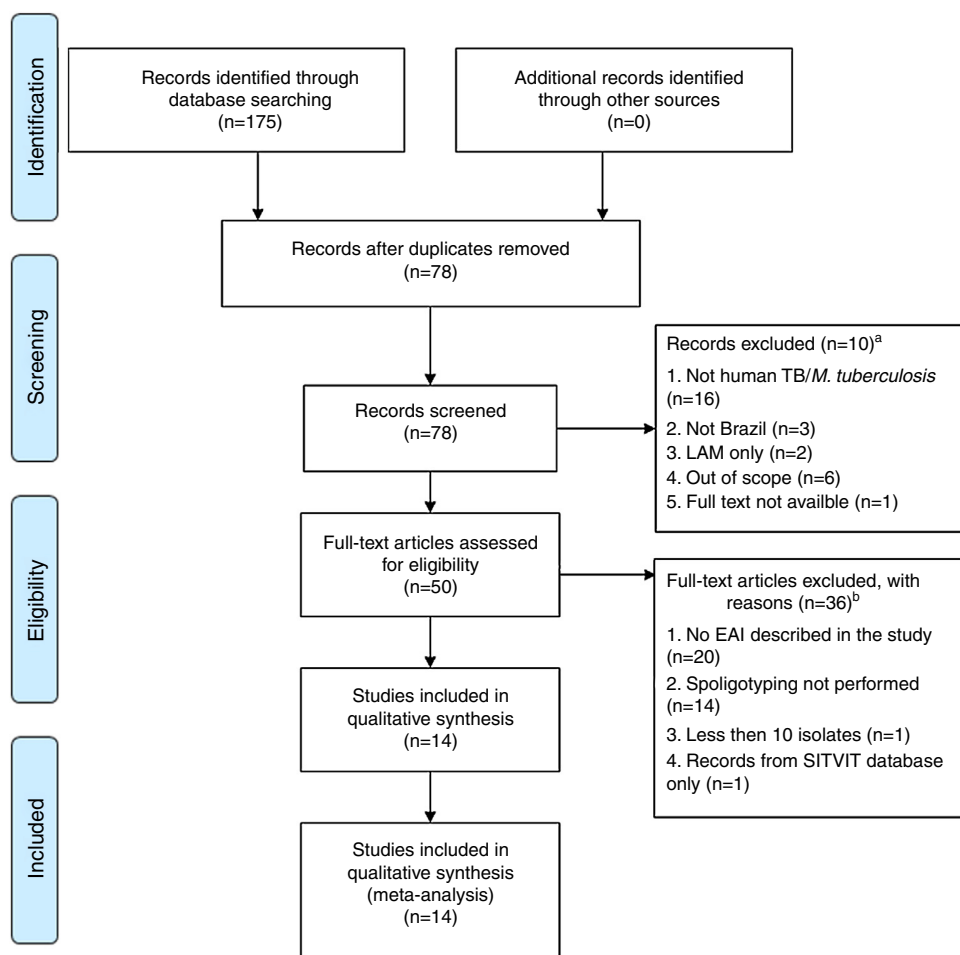 Identification
Records identified through
database searching
(n=175)
Additional records identified
through other sources
(n=0)
Records after duplicates removed
(n=78)
Screening
Records screened
(n=78)
Records excluded (n=10)a
1. Not human TB/M. tuberculosis
(n=16)
2. Not Brazil (n=3)
3. LAM only (n=2)
4. Out of scope (n=6)
5. Full text not availble (n=1)
Eligibility
Full-text articles assessed
for eligibility
(n=50)
Full-text articles excluded, with
reasons (n=36)b
1. No EAI described in the study
(n=20)
2. Spoligotyping not performed
(n=14)
3. Less then 10 isolates (n=1)
4. Records from SITVIT database
only (n=1)
Studies included in
qualitative synthesis
(n=14)
Included
Studies included in
qualitative synthesis
(meta-analysis)
(n=14)